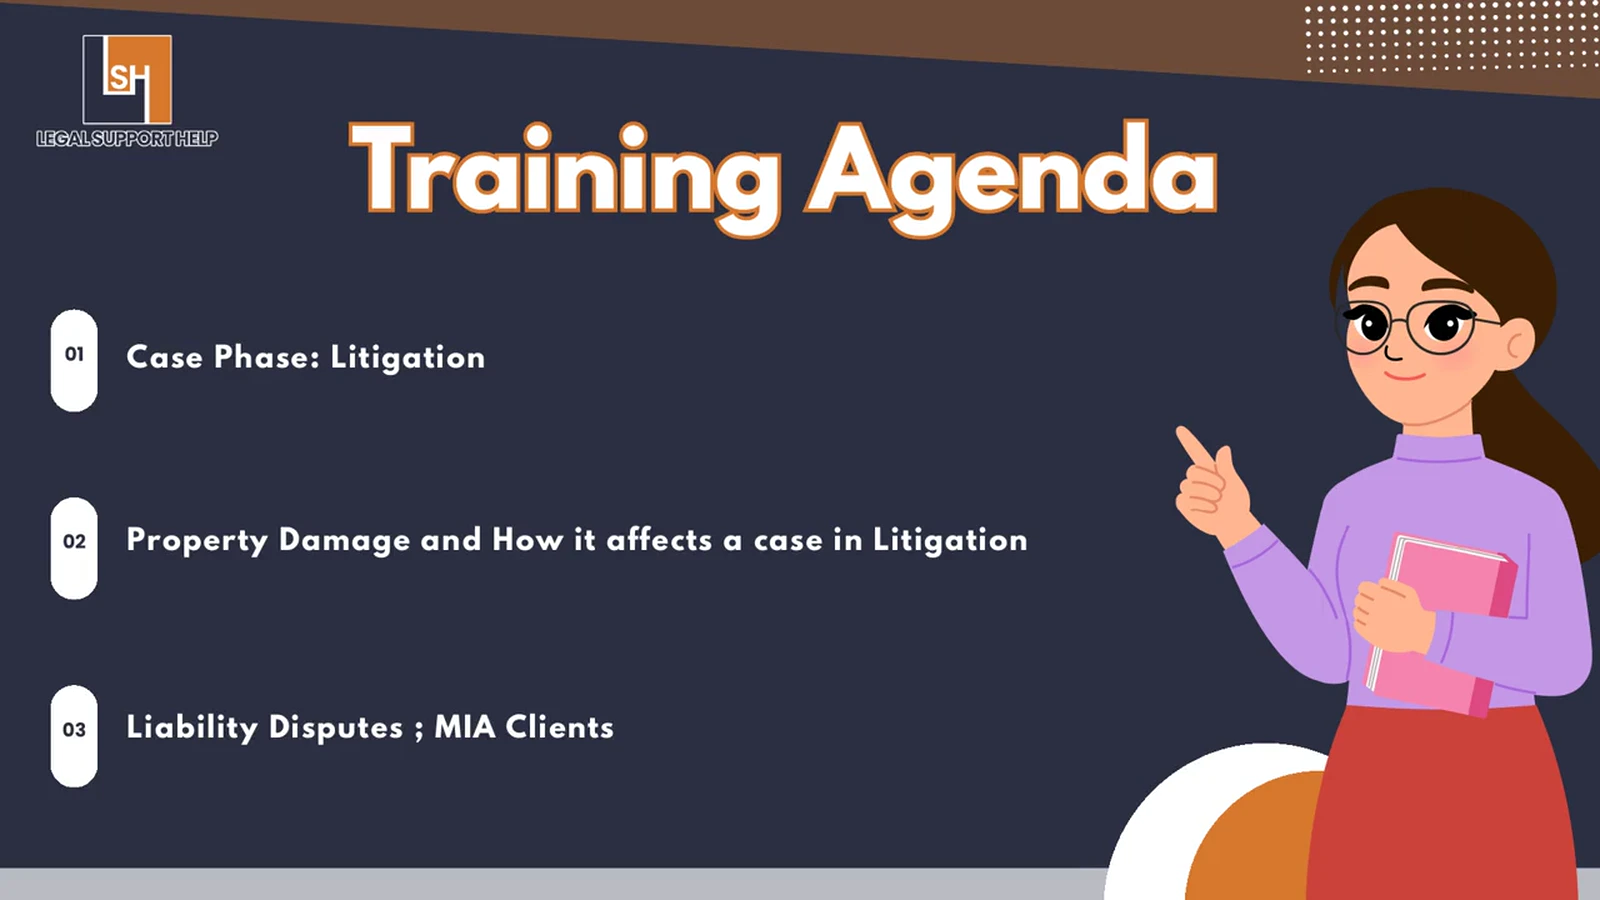 SH
LEGAL SUPPORT HELP
Training Agenda
01
Case Phase: Litigation
02
Property Damage and How it affects a case in Litigation
03
Liability Disputes ; MIA Clients